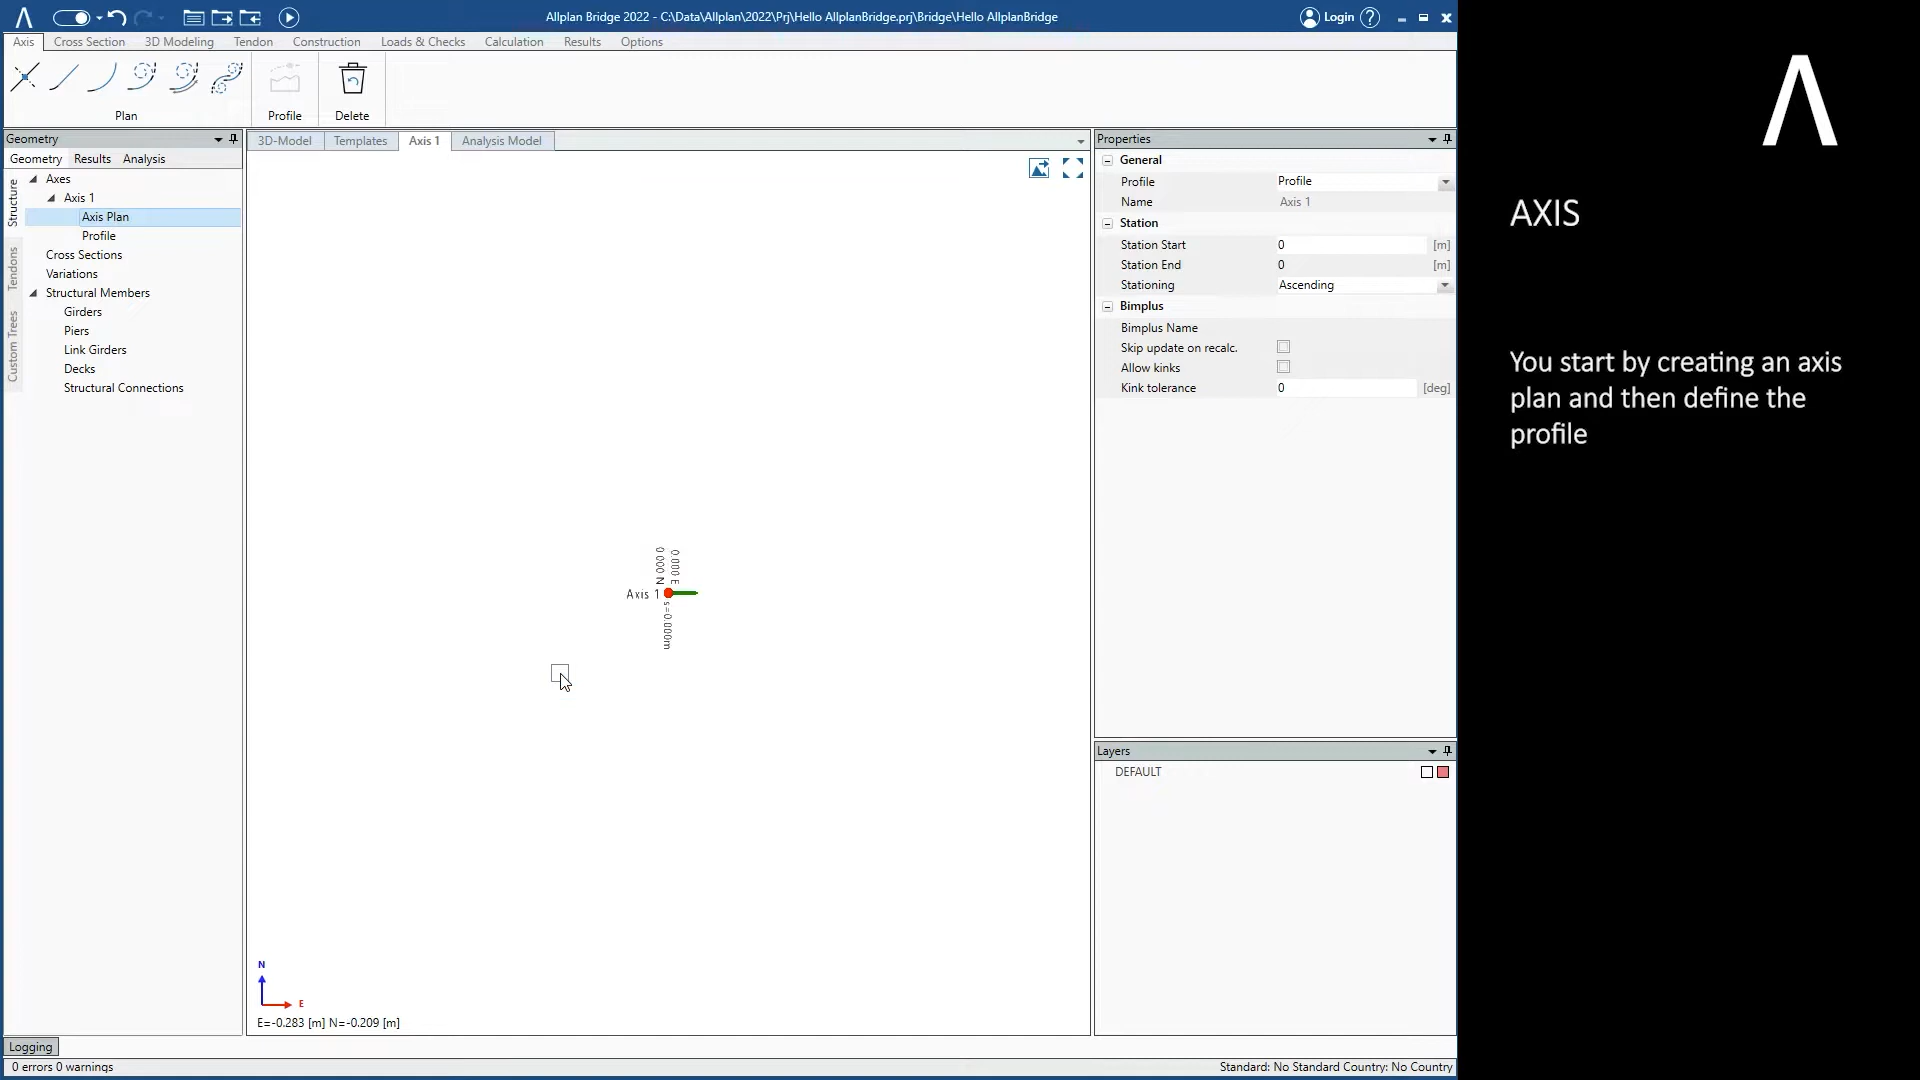 Allplan Bridge 2022 - C:\Data\Allplan\2022\Prj\Hello AllplanBridge.prj\Bridge\Hello AllplanBridge
Login
Axis Cross Section 3D Modeling Tendon Construction Loads & Checks Calculation Results Options
Plan Profile Delete
Geometry
Geometry Results Analysis
Structure
Tendons
Custom Trees
Axes
Axis 1
Axis Plan
Profile
Cross Sections
Variations
Structural Members
Girders
Piers
Link Girders
Decks
Structural Connections
3D-Model Templates Axis 1 Analysis Model
0.000 N
0.000 E
Axis 1
s=0.000m
N
E
E=-0.283 [m] N=-0.209 [m]
Properties
General
Profile Profile
Name Axis 1
Station
Station Start 0 [m]
Station End 0 [m]
Stationing Ascending
Bimplus
Bimplus Name
Skip update on recalc.
Allow kinks
Kink tolerance 0 [deg]
Layers
DEFAULT
Logging
0 errors 0 warnings
Standard: No Standard Country: No Country
AXIS
You start by creating an axis
plan and then define the
profile